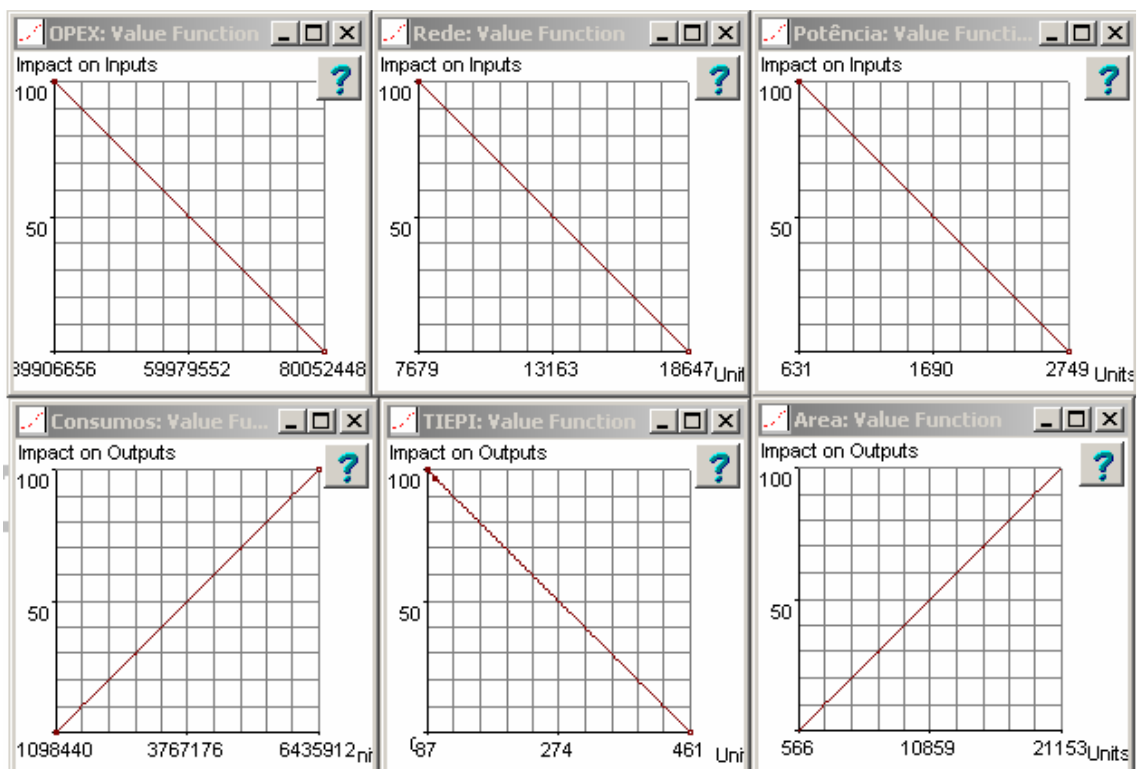 OPEX: Value Function
Impact on Inputs
?
100
50
39906656 59979552 80052448
Rede: Value Function
Impact on Inputs
?
100
50
7679 13163 18647 Unit
Potência: Value Functi...
Impact on Inputs
?
100
50
631 1690 2749 Units
Consumos: Value Fu...
Impact on Outputs
?
100
50
1098440 3767176 6435912
TIEPI: Value Function
Impact on Outputs
?
100
50
87 274 461 Uni
Area: Value Function
Impact on Outputs
?
100
50
566 10859 21153 Units